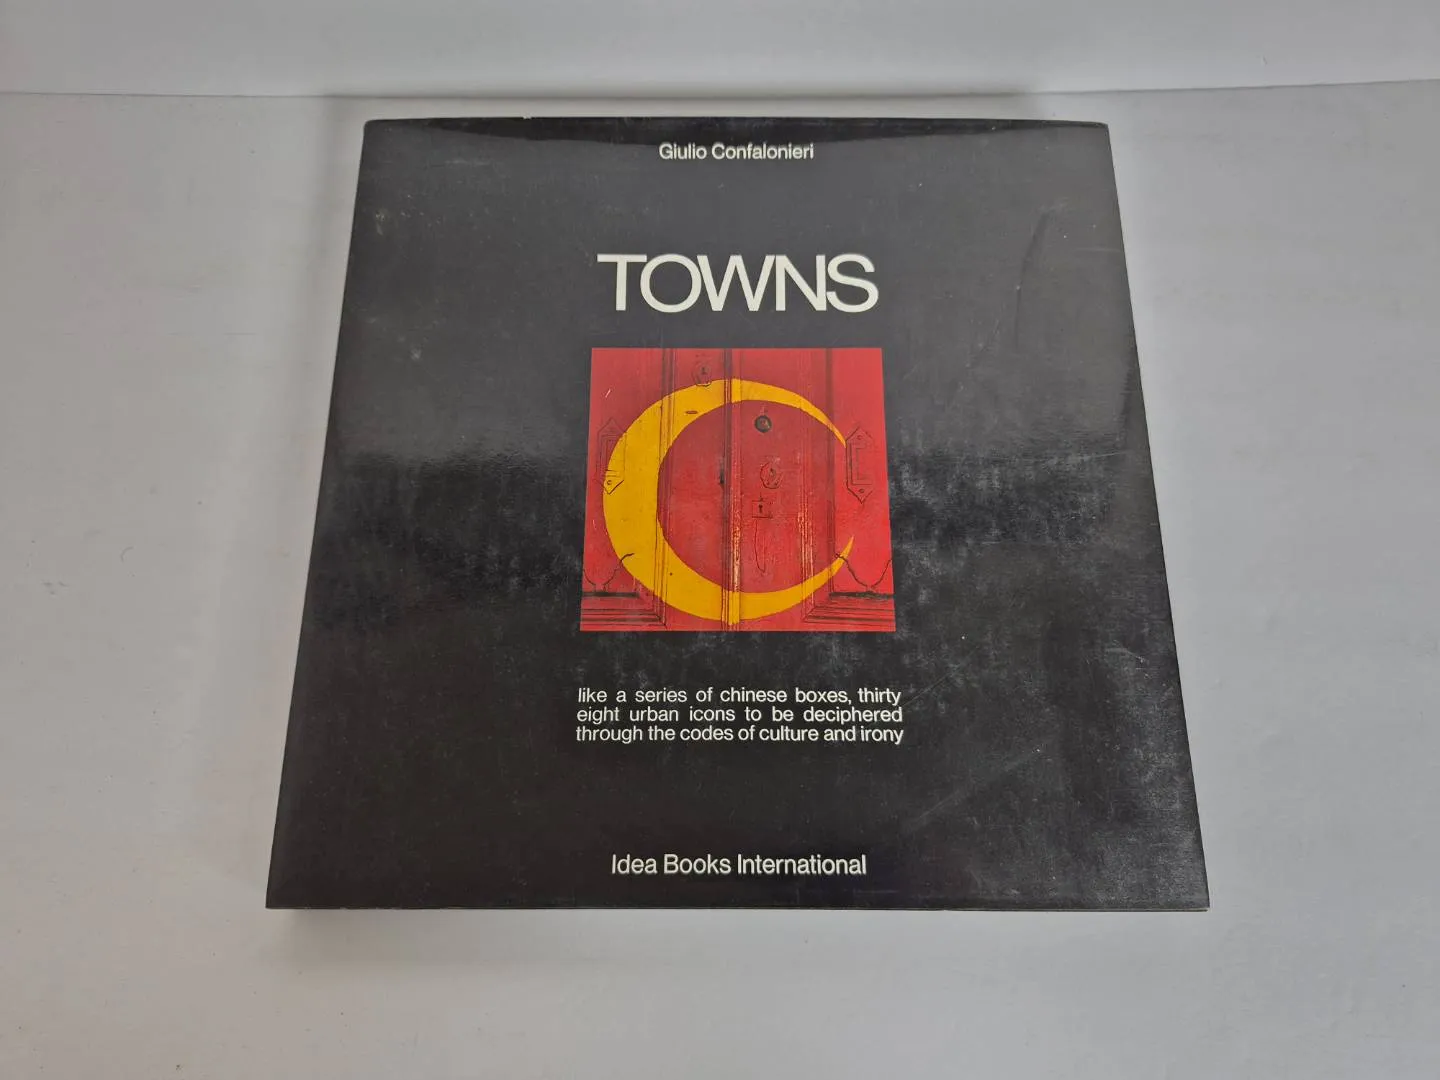 Giulio Confalonieri
TOWNS
like a series of chinese boxes, thirty
eight urban icons to be deciphered
through the codes of culture and irony
Idea Books International